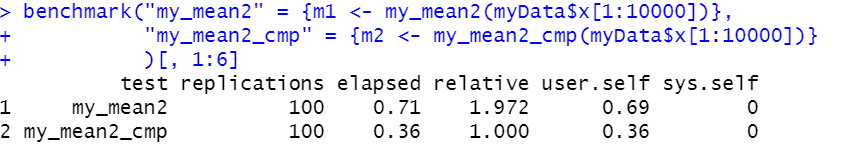 > benchmark("my_mean2" = {m1 <- my_mean2(myData$x[1:10000])},
+           "my_mean2_cmp" = {m2 <- my_mean2_cmp(myData$x[1:10000])}
+           )[, 1:6]
          test replications elapsed relative user.self sys.self
1     my_mean2          100    0.71    1.972      0.69        0
2 my_mean2_cmp          100    0.36    1.000      0.36        0